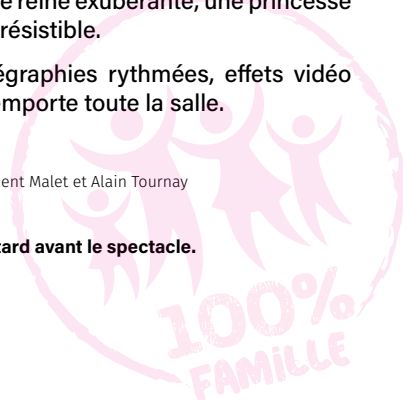 reine exubérante, une princesse
résistible.
égraphies rythmées, effets vidéo
emporte toute la salle.
ent Malet et Alain Tournay
tard avant le spectacle.
100%
FAMILLE